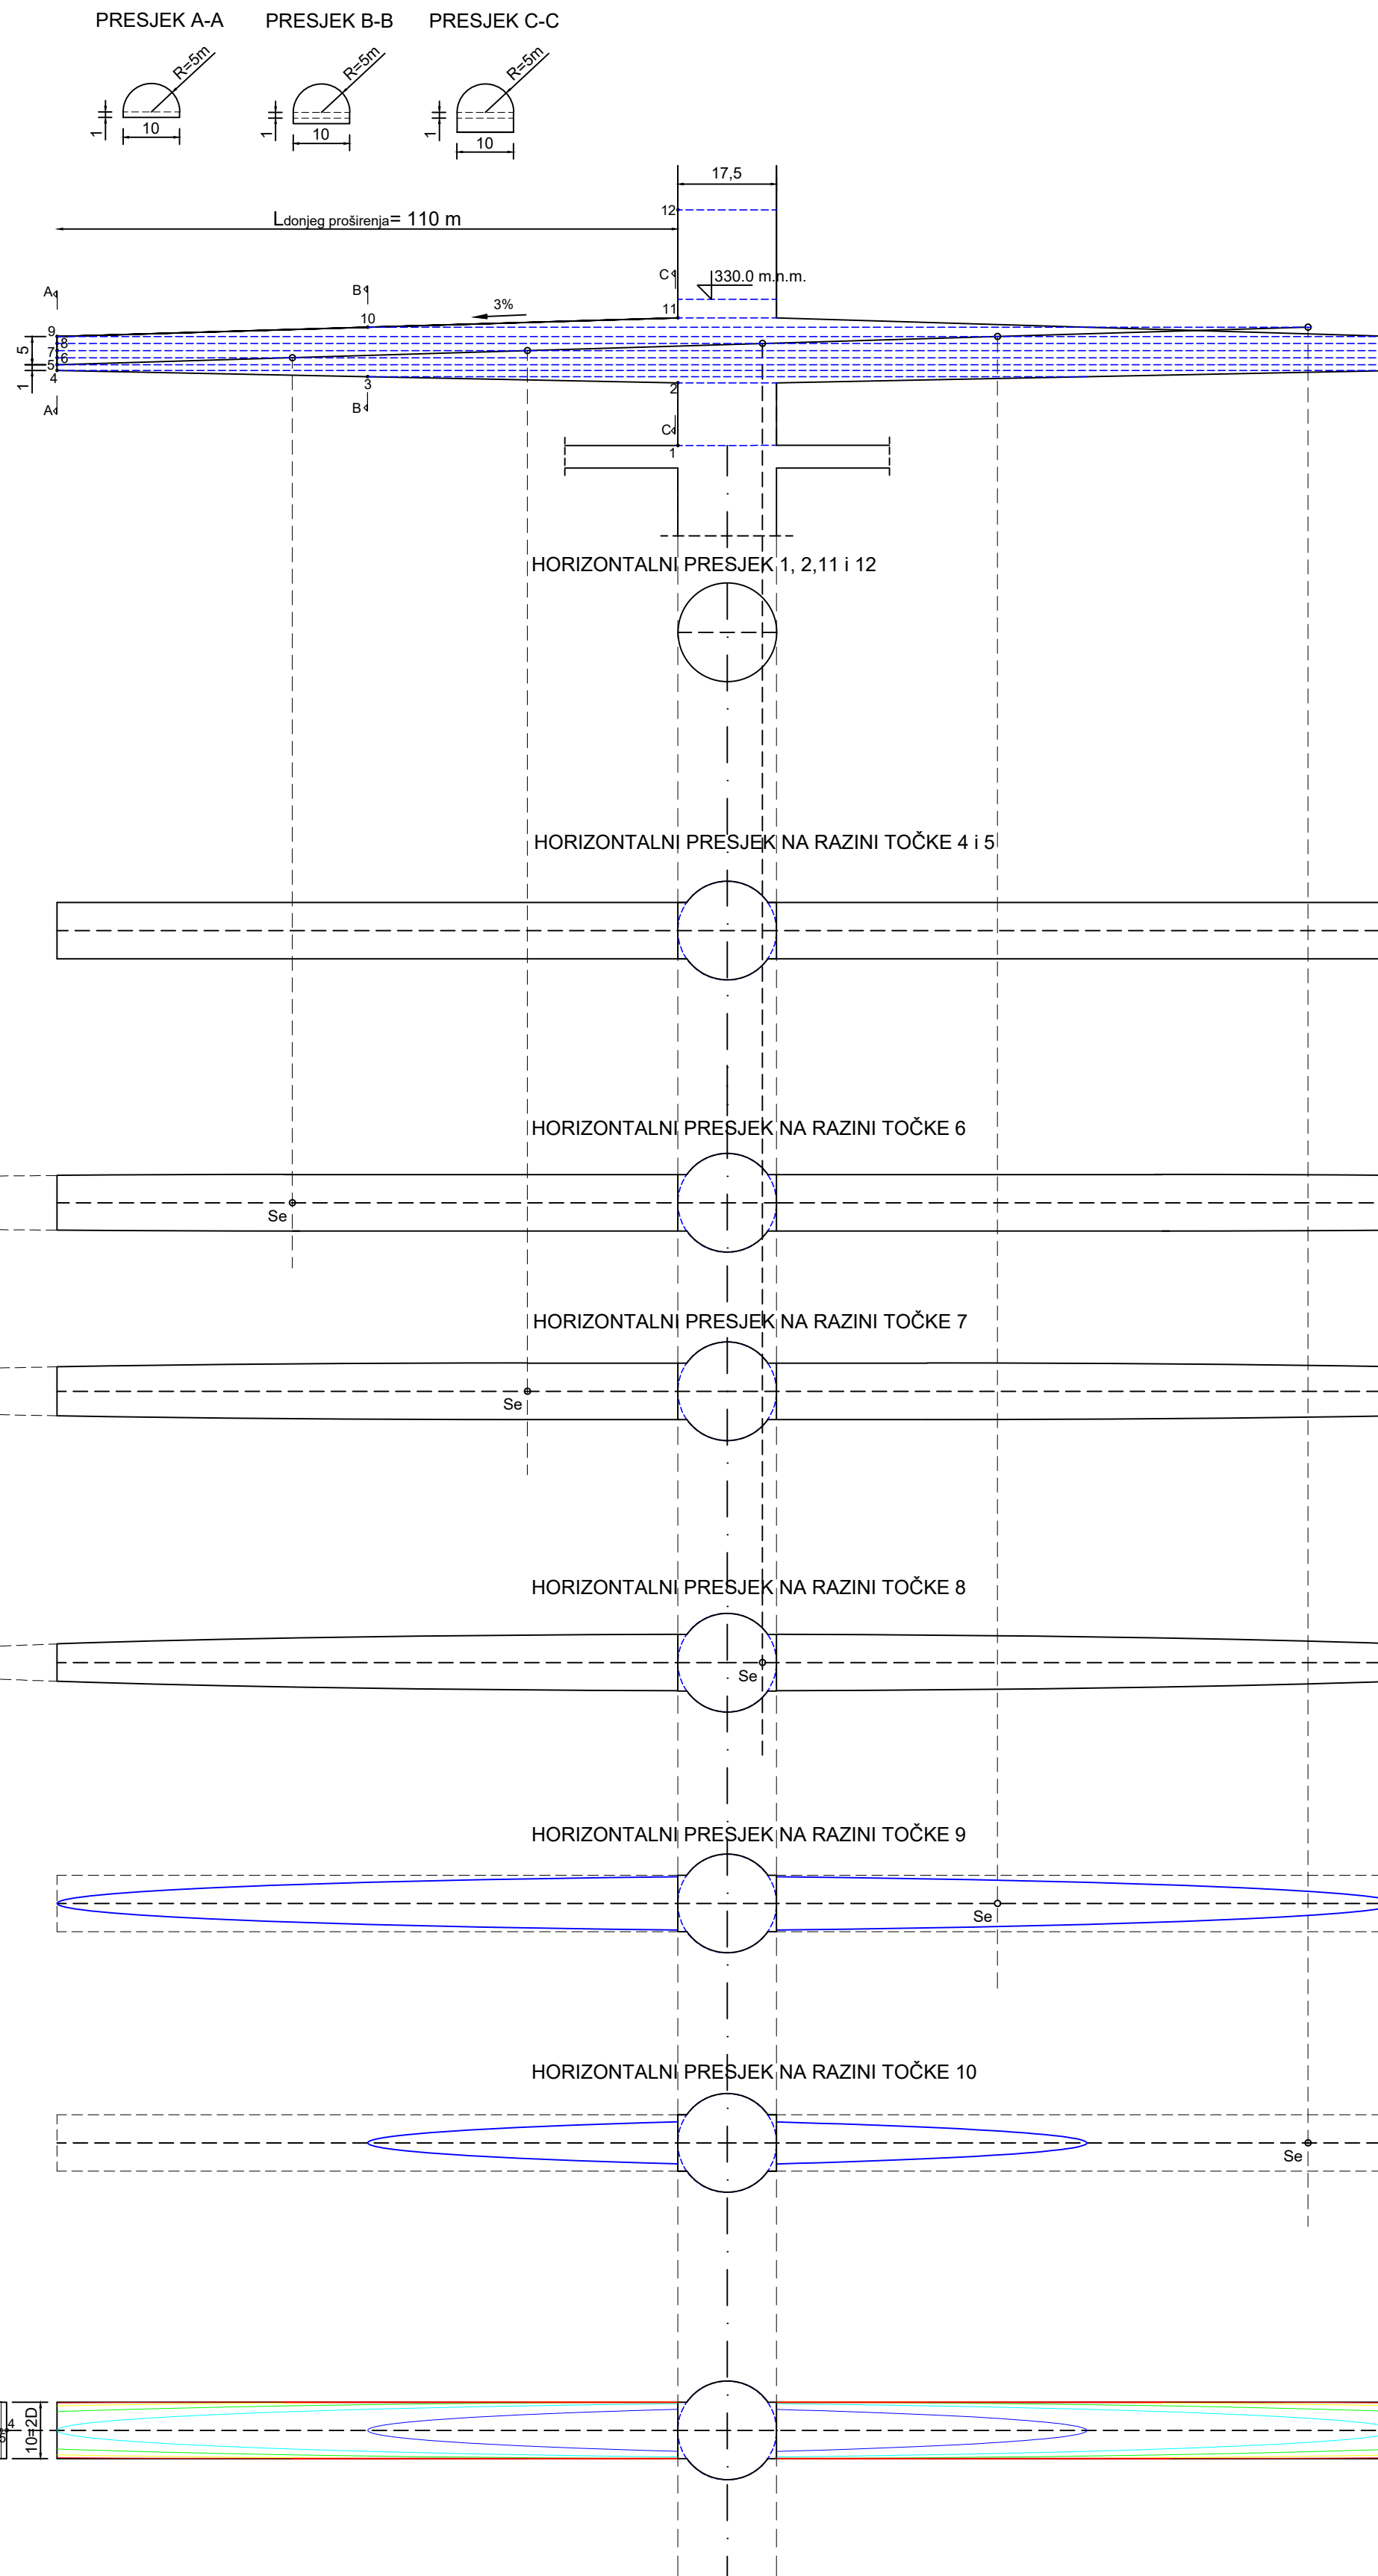 PRESJEK A-A
PRESJEK B-B
PRESJEK C-C
R=5m
R=5m
R=5m
1
10
1
10
1
10
17,5
12
Ldonjeg proširenja= 110 m
C
330.0 m.n.m.
A
B
3%
11
10
9
8
7
6
5
4
5
1
3
2
A
B
C
1
HORIZONTALNI PRESJEK 1, 2,11 i 12
HORIZONTALNI PRESJEK NA RAZINI TOČKE 4 i 5
HORIZONTALNI PRESJEK NA RAZINI TOČKE 6
Se
HORIZONTALNI PRESJEK NA RAZINI TOČKE 7
Se
HORIZONTALNI PRESJEK NA RAZINI TOČKE 8
Se
HORIZONTALNI PRESJEK NA RAZINI TOČKE 9
Se
HORIZONTALNI PRESJEK NA RAZINI TOČKE 10
Se
4
10=2D